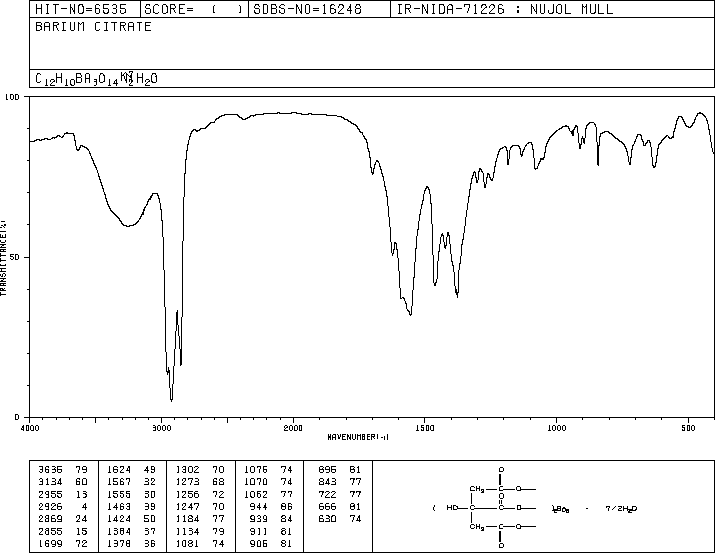 HIT-NO=6535 SCORE= ( ) SDBS-NO=16248 IR-NIDA-71226 : NUJOL MULL
BARIUM CITRATE
C12H10BA3O14 H2O
100
TRANSMITTANCE(%)
50
0
4000 3000 2000 1500 1000 500
WAVENUMBER(-1)
3635 79 1624 49 1302 70 1076 74 895 81
3134 60 1567 32 1273 68 1070 74 843 77
2955 13 1555 30 1256 72 1062 77 722 77
2926 4 1463 39 1247 70 944 86 666 81
2869 24 1424 50 1184 77 939 84 630 74
2855 15 1384 37 1134 79 911 81
1699 72 1378 36 1081 74 906 81
O
CH2 C O
O
( HO C C O )2Ba3 · 7/2H2O
CH2 C O
O